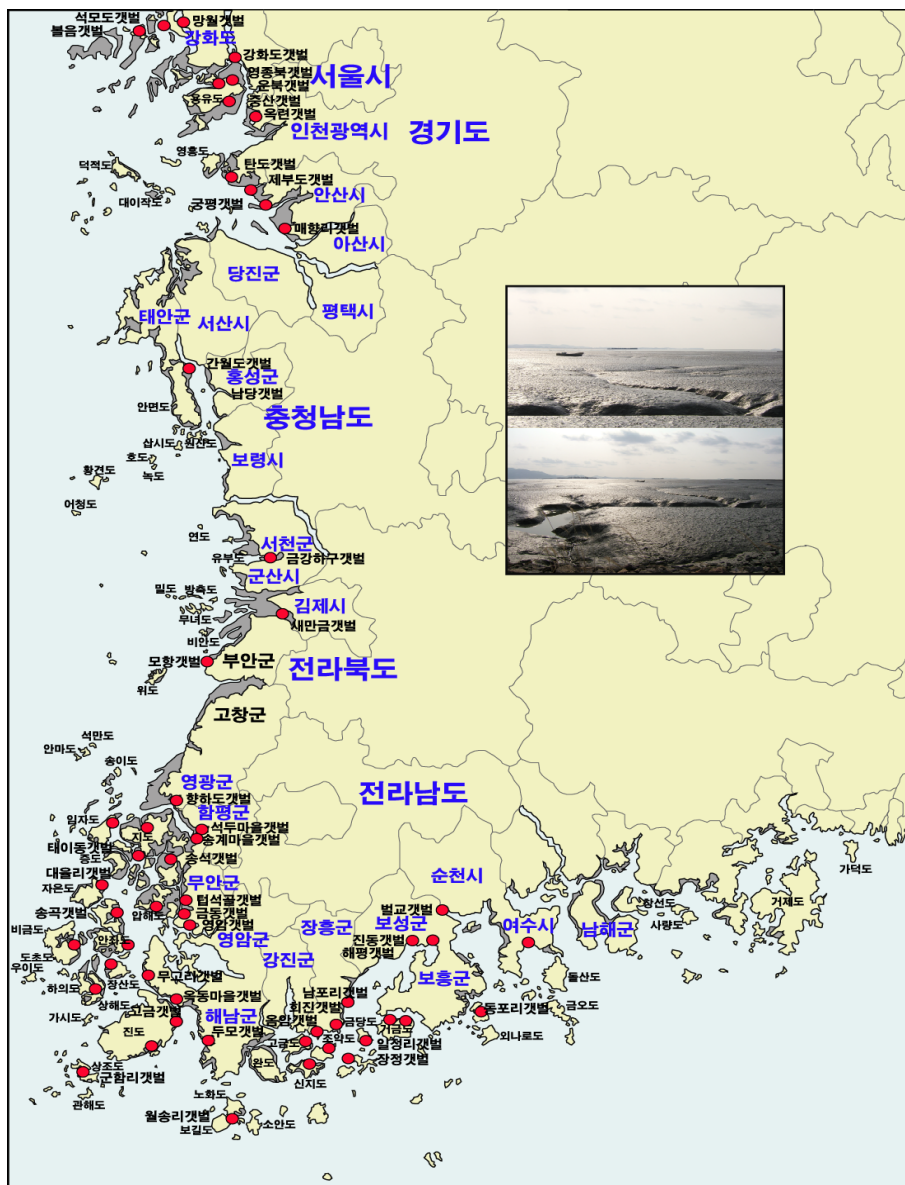 석모도갯벌
망월갯벌
볼음갯벌
강화도
강화도갯벌
영종북갯벌
서울시
운북갯벌
용유도
중산갯벌
옥련갯벌
인천광역시
경기도
영흥도
탄도갯벌
덕적도
제부도갯벌
안산시
대이작도
궁평갯벌
매향리갯벌
아산시
당진군
평택시
태안군
서산시
간월도갯벌
홍성군
남당갯벌
안면도
충청남도
삽시도
원산도
호도
보령시
황견도
녹도
어청도
연도
서천군
유부도
금강하구갯벌
군산시
밀도
방축도
김제시
무녀도
새만금갯벌
비안도
모항갯벌
부안군
전라북도
위도
고창군
석만도
안마도
송이도
영광군
전라남도
향하도갯벌
함평군
임자도
석두마을갯벌
지도
송계마을갯벌
태이동갯벌
증도
송석갯벌
대율리갯벌
무안군
순천시
자은도
텁석골갯벌
가덕도
송곡갯벌
압해도
금동갯벌
벌교갯벌
창선도
거제도
비금도
영암갯벌
장흥군
보성군
여수시
남해군
사량도
안좌도
영암군
진동갯벌
도초도
해평갯벌
우이도
강진군
무고리갯벌
보흥군
돌산도
하의도
장산도
상해도
옥동마을갯벌
남포리갯벌
가시도
고금갯벌
회진갯벌
금오도
해남군
옹암갯벌
금당도
동포리갯벌
진도
두모갯벌
거금도
외나로도
고금도
조약도
일정리갯벌
완도
장정갯벌
상조도
군함리갯벌
신지도
관해도
노화도
월송리갯벌
소안도
보길도